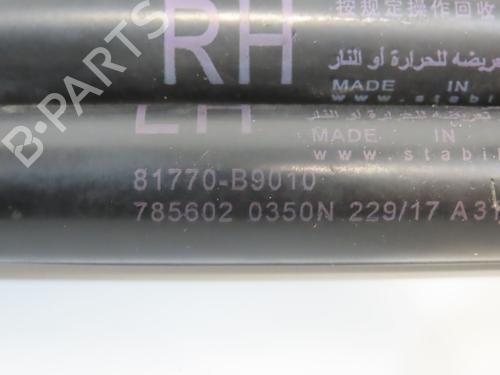 按规定操作回收
RH
تعريضه للحرارة أو النار
MADE IN
www.stabi
LH
MADE IN
www.stabi
81770-B9010
785602 0350N 229/17 A
B-PARTS